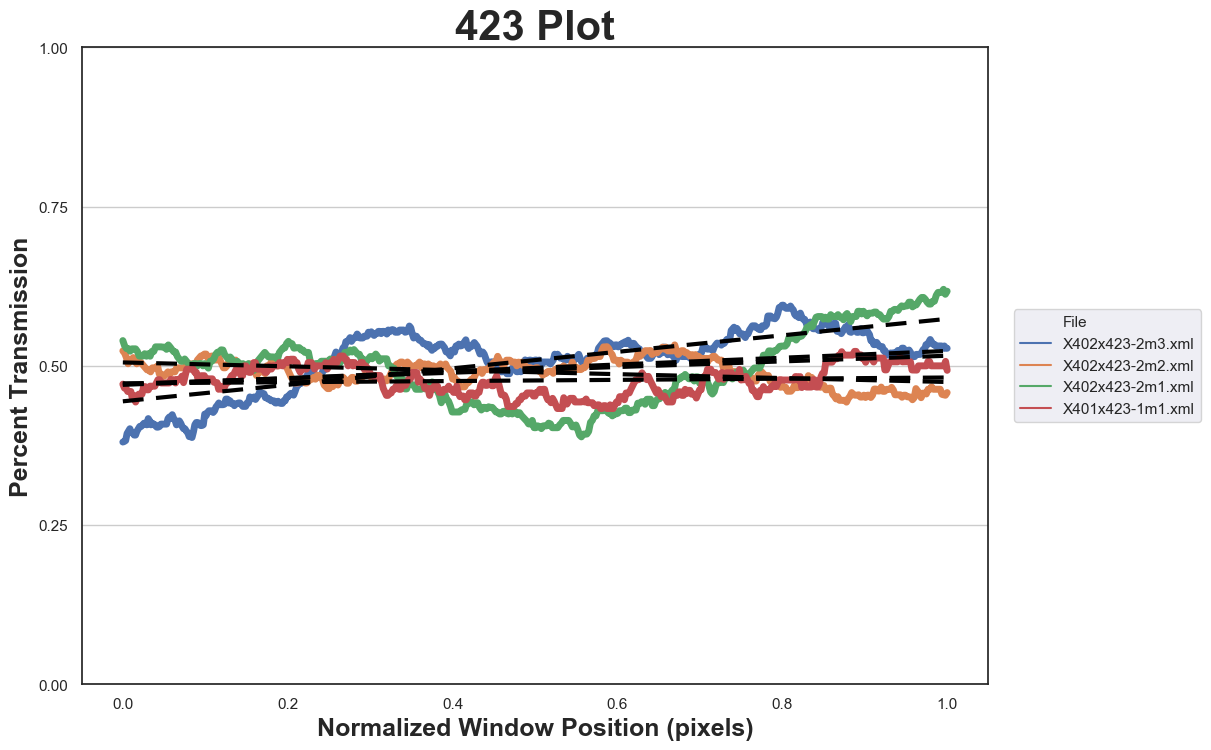 423 Plot
Percent Transmission
1.00
0.75
0.50
0.25
0.00
0.0 0.2 0.4 0.6 0.8 1.0
Normalized Window Position (pixels)
File
X402x423-2m3.xml
X402x423-2m2.xml
X402x423-2m1.xml
X401x423-1m1.xml